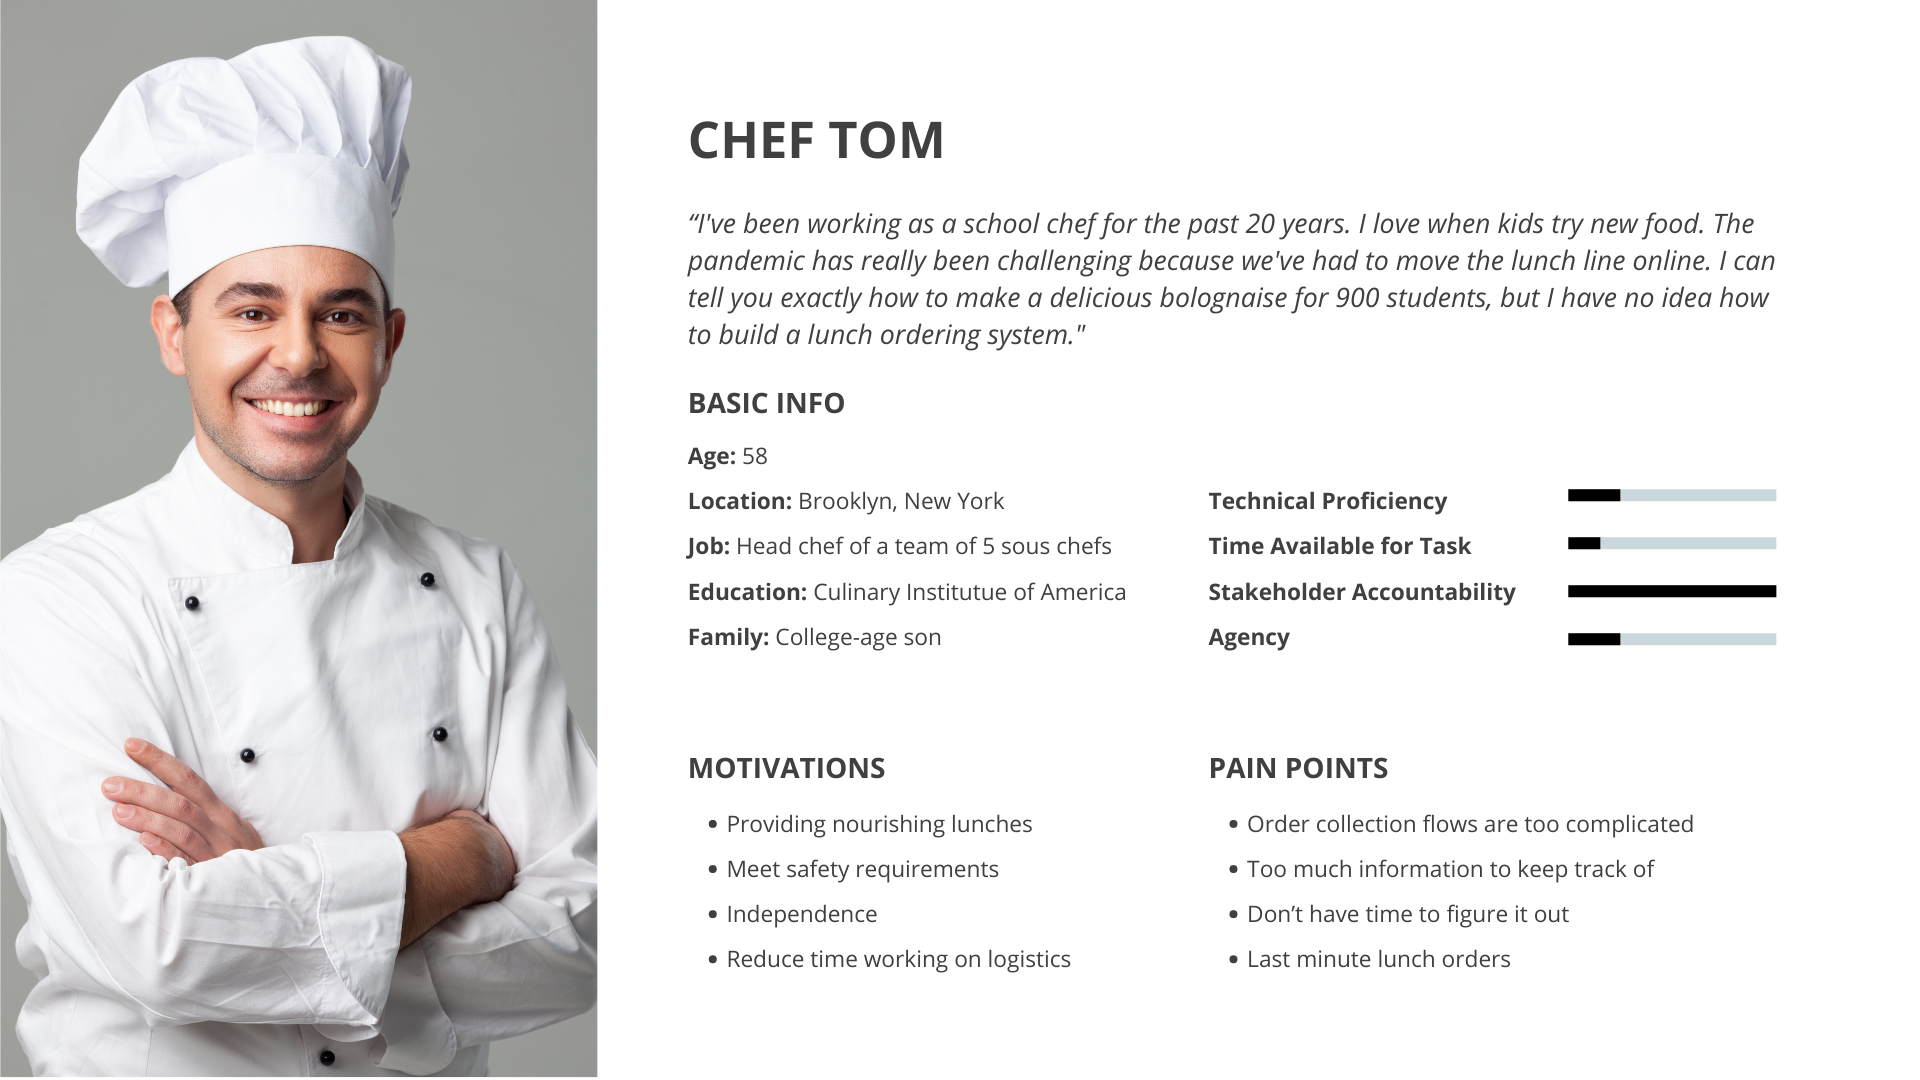 CHEF TOM
“I've been working as a school chef for the past 20 years. I love when kids try new food. The
pandemic has really been challenging because we've had to move the lunch line online. I can
tell you exactly how to make a delicious bolognaise for 900 students, but I have no idea how
to build a lunch ordering system."
BASIC INFO
Age: 58
Location: Brooklyn, New York
Job: Head chef of a team of 5 sous chefs
Education: Culinary Institutue of America
Family: College-age son
Technical Proficiency
Time Available for Task
Stakeholder Accountability
Agency
MOTIVATIONS
• Providing nourishing lunches
• Meet safety requirements
• Independence
• Reduce time working on logistics
PAIN POINTS
• Order collection flows are too complicated
• Too much information to keep track of
• Don’t have time to figure it out
• Last minute lunch orders